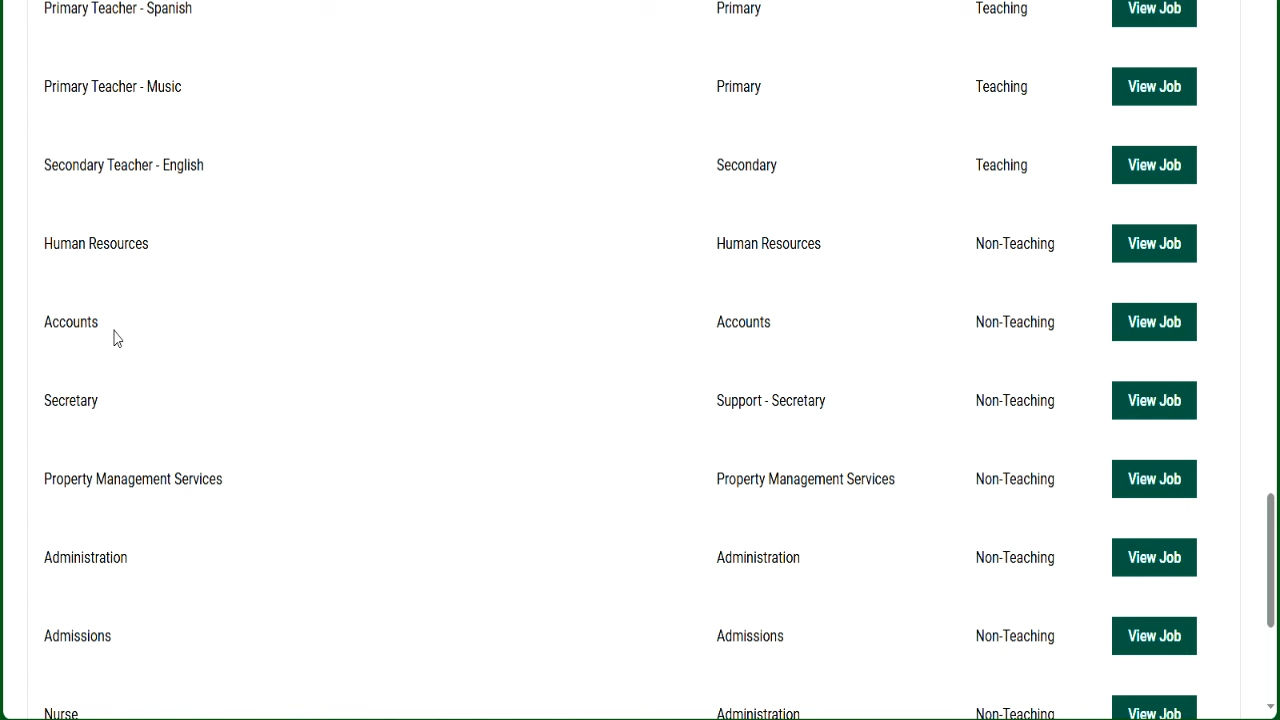 Primary Teacher - Spanish Primary Teaching View Job
Primary Teacher - Music Primary Teaching View Job
Secondary Teacher - English Secondary Teaching View Job
Human Resources Human Resources Non-Teaching View Job
Accounts Accounts Non-Teaching View Job
Secretary Support - Secretary Non-Teaching View Job
Property Management Services Property Management Services Non-Teaching View Job
Administration Administration Non-Teaching View Job
Admissions Admissions Non-Teaching View Job
Nurse Administration Non-Teaching View Job